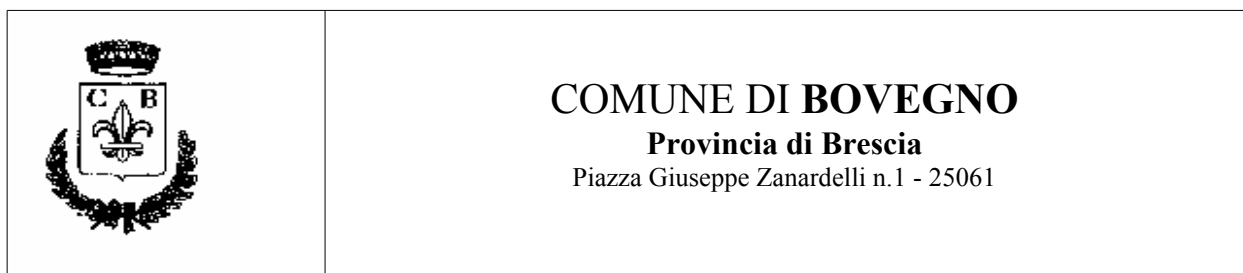 C B
COMUNE DI BOVEGNO
Provincia di Brescia
Piazza Giuseppe Zanardelli n.1 - 25061